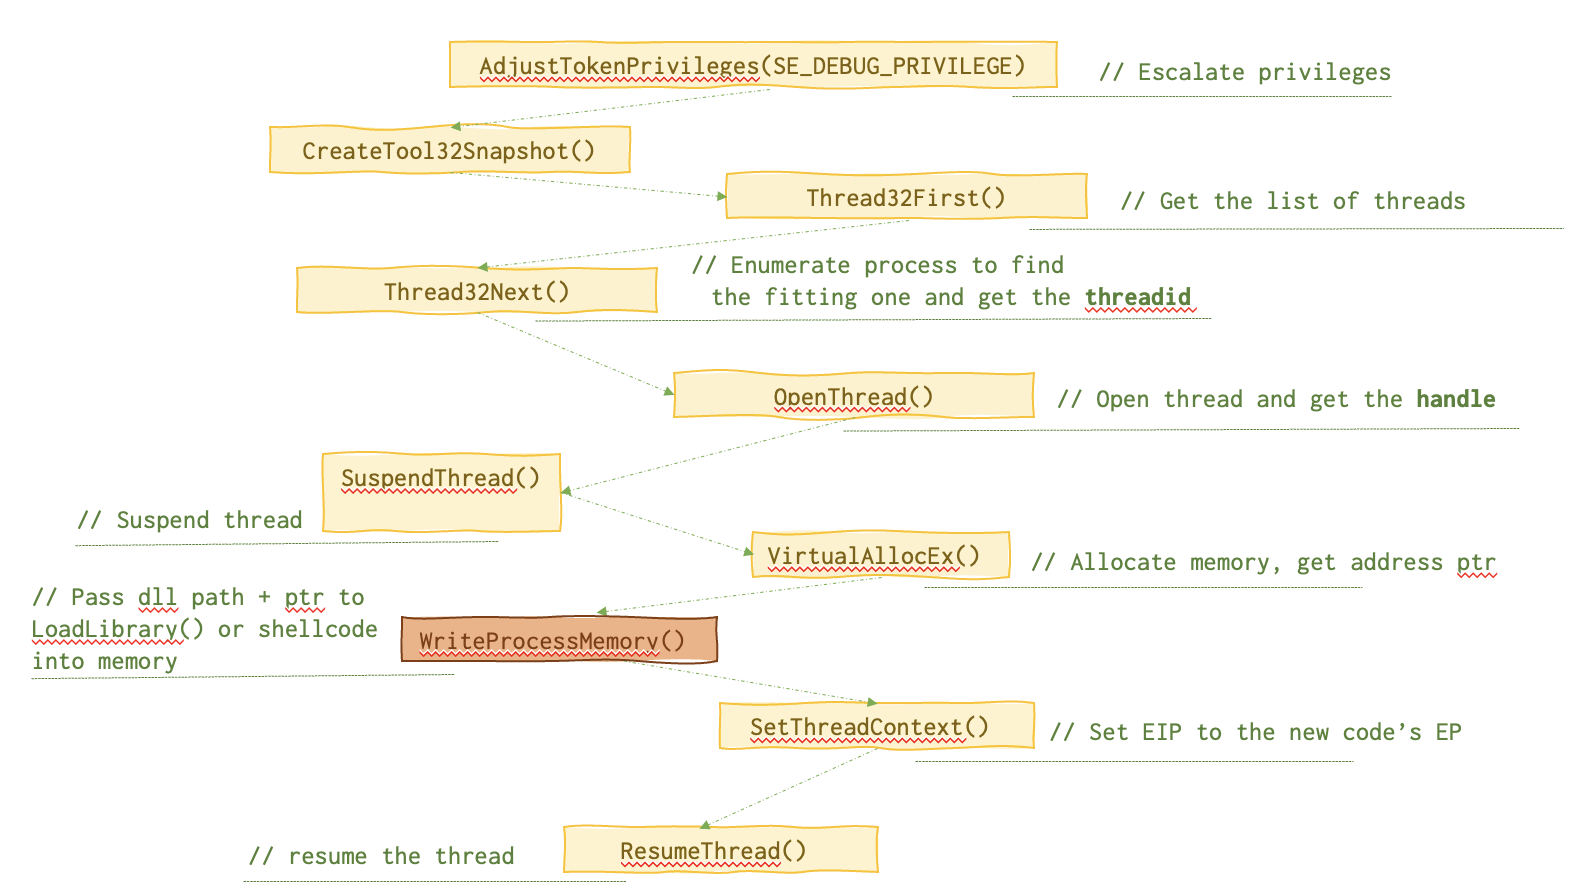 AdjustTokenPrivileges(SE_DEBUG_PRIVILEGE)
// Escalate privileges
CreateTool32Snapshot()
Thread32First()
// Get the list of threads
Thread32Next()
// Enumerate process to find
the fitting one and get the threadid
OpenThread()
// Open thread and get the handle
SuspendThread()
// Suspend thread
VirtualAllocEx()
// Allocate memory, get address ptr
// Pass dll path + ptr to
LoadLibrary() or shellcode
into memory
WriteProcessMemory()
SetThreadContext()
// Set EIP to the new code’s EP
ResumeThread()
// resume the thread